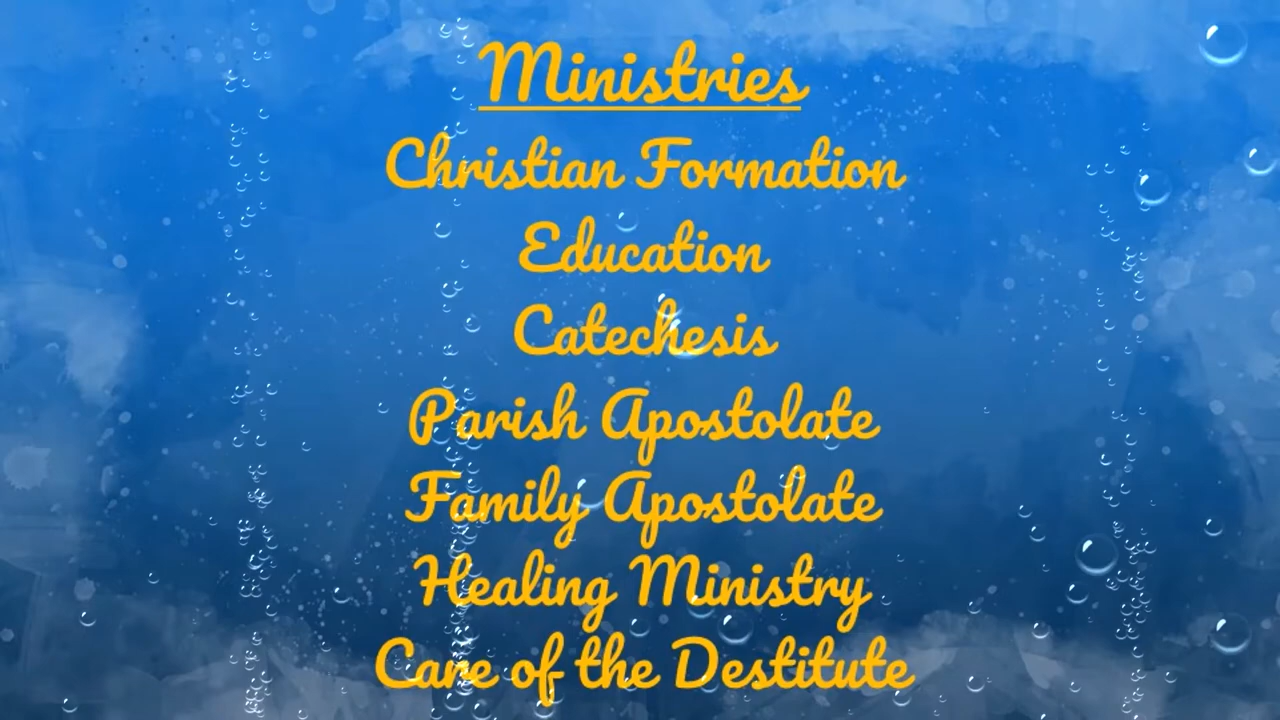 Ministries
Christian Formation
Education
Catechesis
Parish Apostolate
Family Apostolate
Healing Ministry
Care of the Destitute